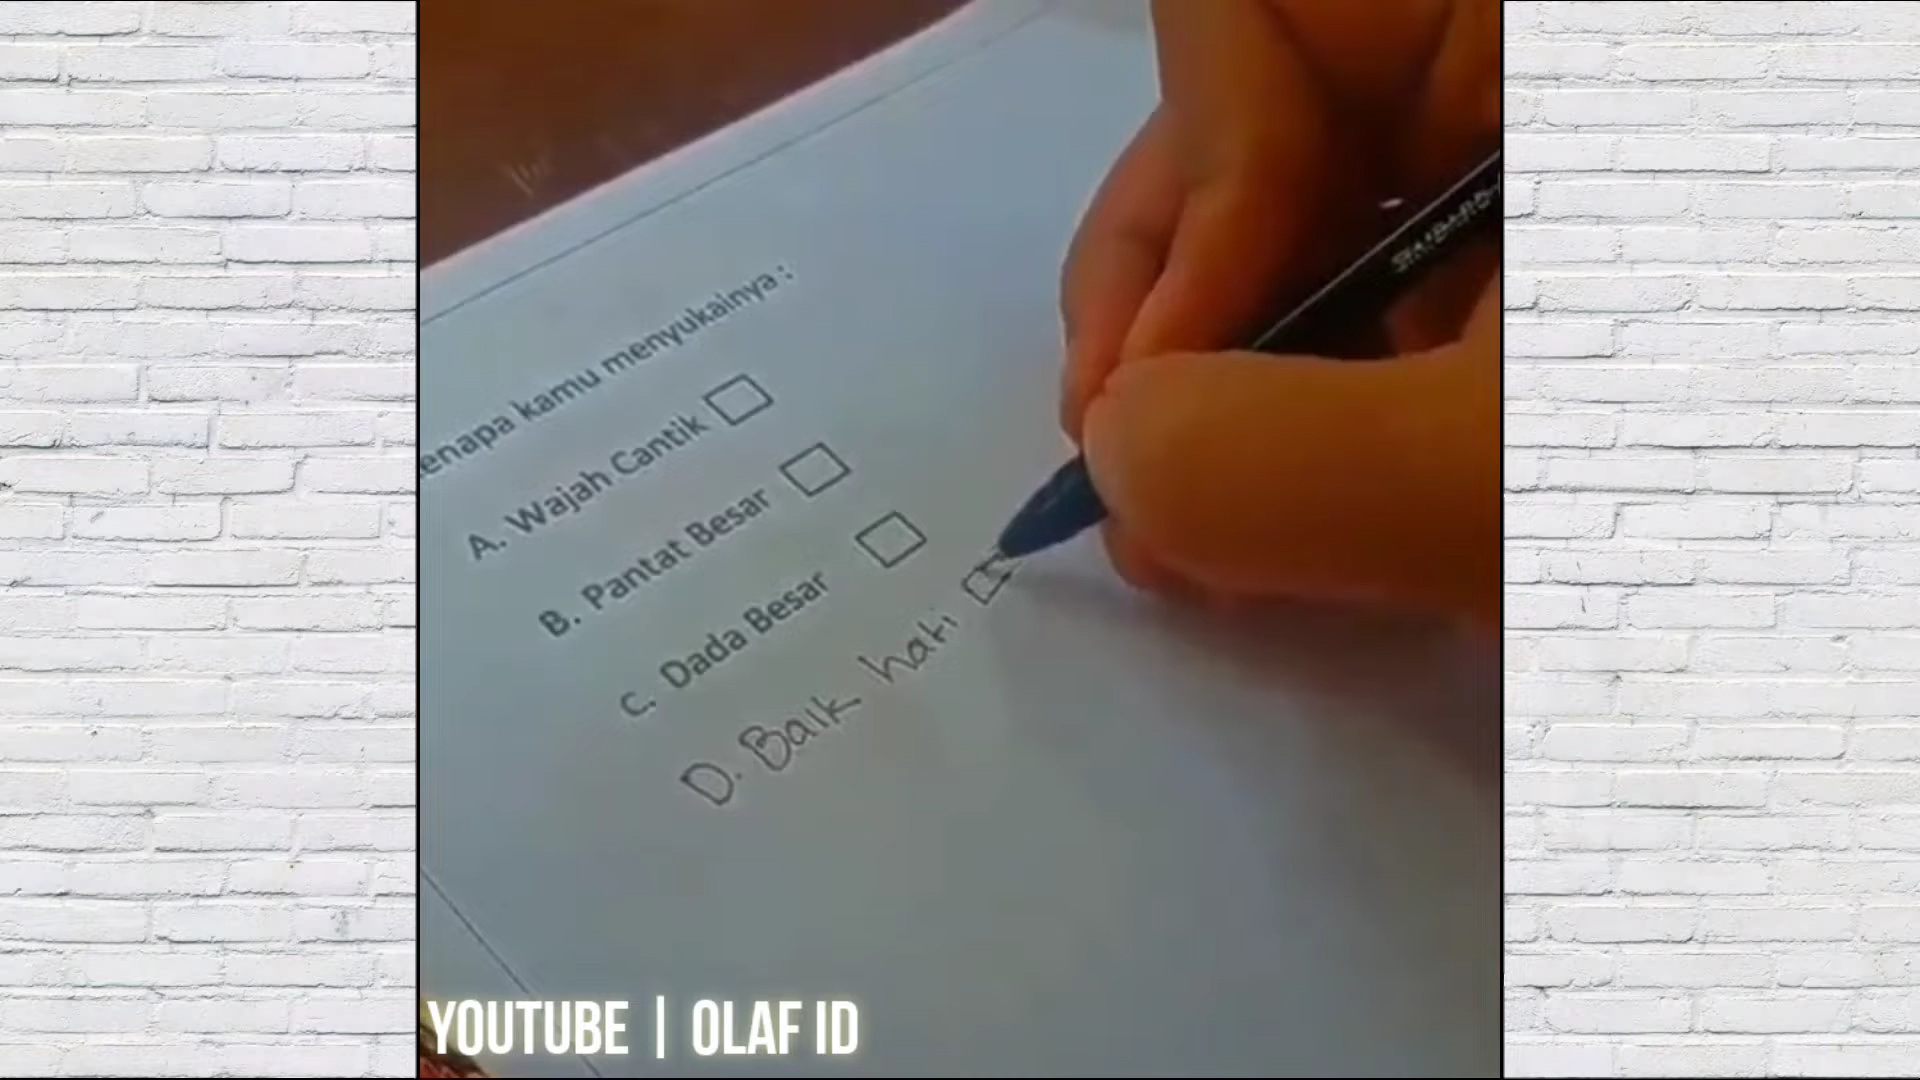 enapa kamu menyukainya :
A. Wajah Cantik
B. Pantat Besar
C. Dada Besar
D. Baik hati
YOUTUBE | OLAF ID